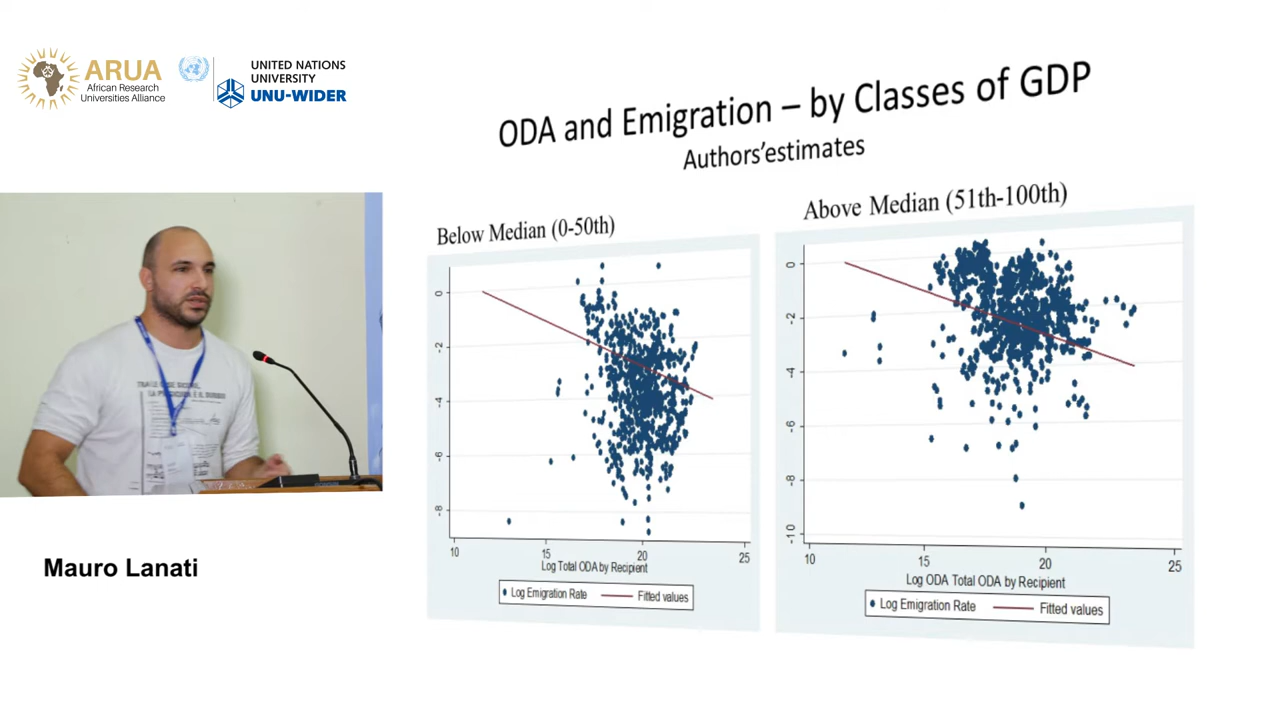 ARUA
African Research
Universities Alliance
UNITED NATIONS
UNIVERSITY
UNU-WIDER
ODA and Emigration – by Classes of GDP
Authors'estimates
Below Median (0-50th)
0
-2
-4
-6
-8
10
15
20
25
Log Total ODA by Recipient
Log Emigration Rate
Fitted values
Above Median (51th-100th)
0
-2
-4
-6
-8
-10
10
15
20
25
Log ODA Total ODA by Recipient
Log Emigration Rate
Fitted values
Mauro Lanati